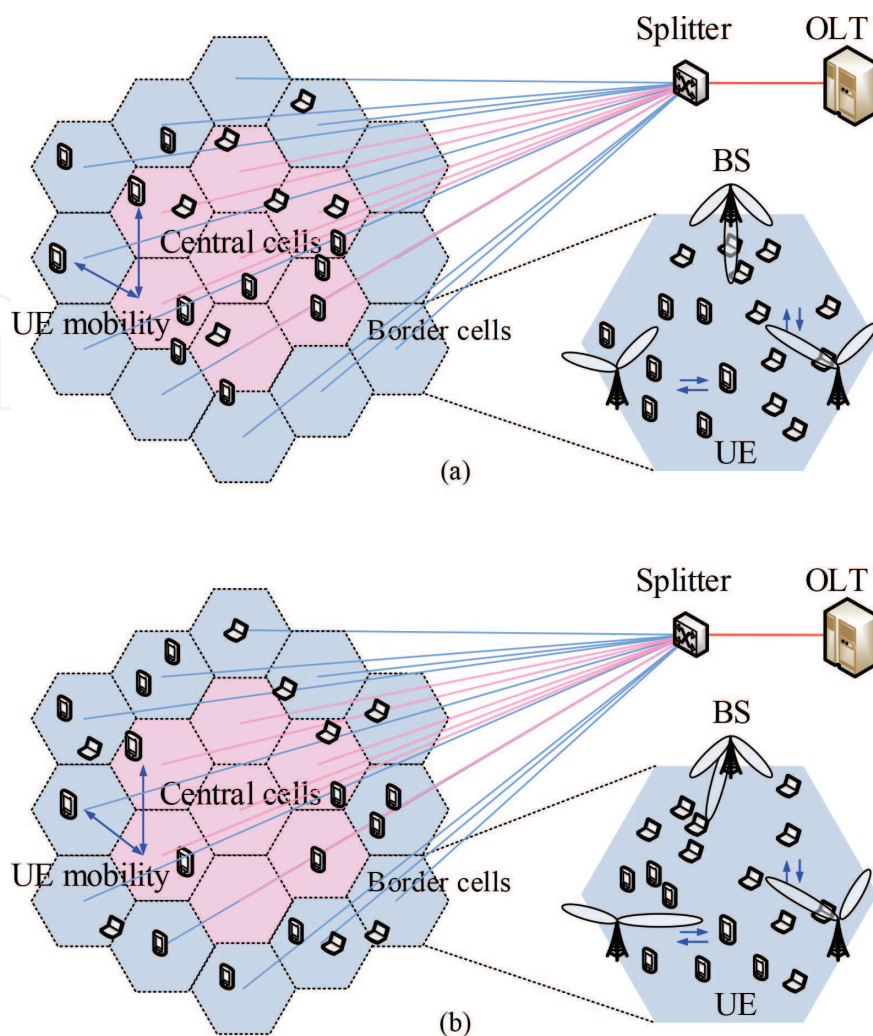 Splitter
OLT
BS
Central cells
UE mobility
Border cells
UE
(a)
Splitter
OLT
BS
Central cells
UE mobility
Border cells
UE
(b)